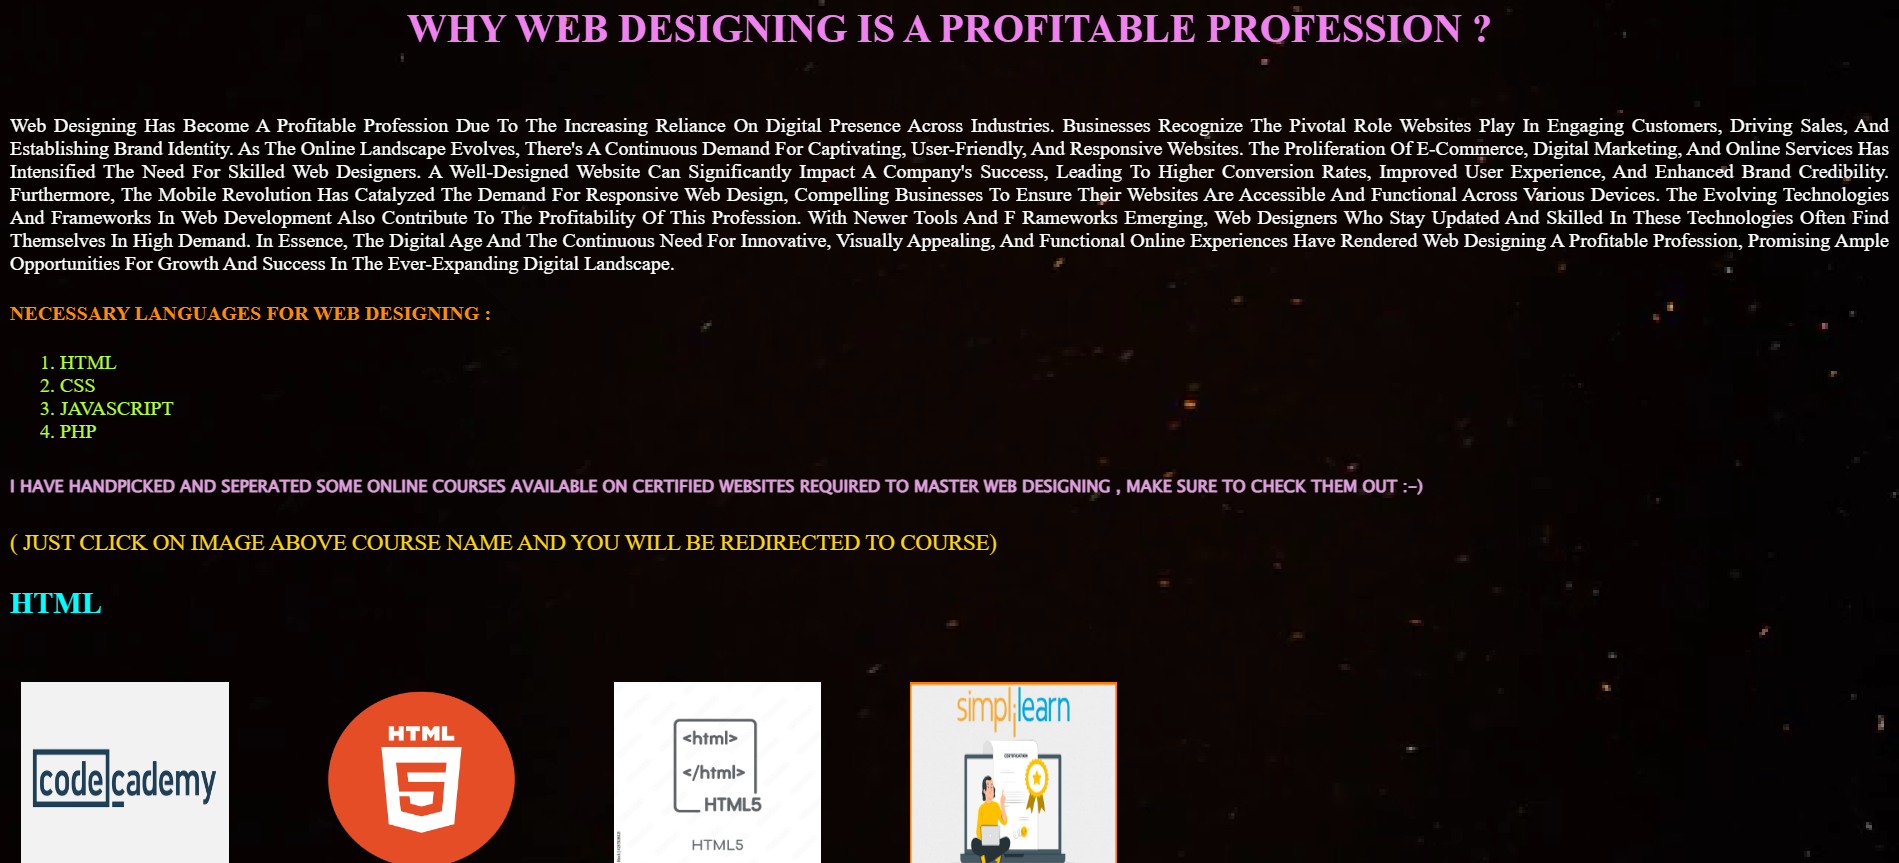 WHY WEB DESIGNING IS A PROFITABLE PROFESSION ?
Web Designing Has Become A Profitable Profession Due To The Increasing Reliance On Digital Presence Across Industries. Businesses Recognize The Pivotal Role Websites Play In Engaging Customers, Driving Sales, And
Establishing Brand Identity. As The Online Landscape Evolves, There's A Continuous Demand For Captivating, User-Friendly, And Responsive Websites. The Proliferation Of E-Commerce, Digital Marketing, And Online Services Has
Intensified The Need For Skilled Web Designers. A Well-Designed Website Can Significantly Impact A Company's Success, Leading To Higher Conversion Rates, Improved User Experience, And Enhanced Brand Credibility.
Furthermore, The Mobile Revolution Has Catalyzed The Demand For Responsive Web Design, Compelling Businesses To Ensure Their Websites Are Accessible And Functional Across Various Devices. The Evolving Technologies
And Frameworks In Web Development Also Contribute To The Profitability Of This Profession. With Newer Tools And F Rameworks Emerging, Web Designers Who Stay Updated And Skilled In These Technologies Often Find
Themselves In High Demand. In Essence, The Digital Age And The Continuous Need For Innovative, Visually Appealing, And Functional Online Experiences Have Rendered Web Designing A Profitable Profession, Promising Ample
Opportunities For Growth And Success In The Ever-Expanding Digital Landscape.
NECESSARY LANGUAGES FOR WEB DESIGNING :
1. HTML
2. CSS
3. JAVASCRIPT
4. PHP
I HAVE HANDPICKED AND SEPERATED SOME ONLINE COURSES AVAILABLE ON CERTIFIED WEBSITES REQUIRED TO MASTER WEB DESIGNING , MAKE SURE TO CHECK THEM OUT :-)
( JUST CLICK ON IMAGE ABOVE COURSE NAME AND YOU WILL BE REDIRECTED TO COURSE)
HTML
codecademy
HTML
5
<html>
</html>
HTML5
HTML5
simplilearn
CERTIFICATION